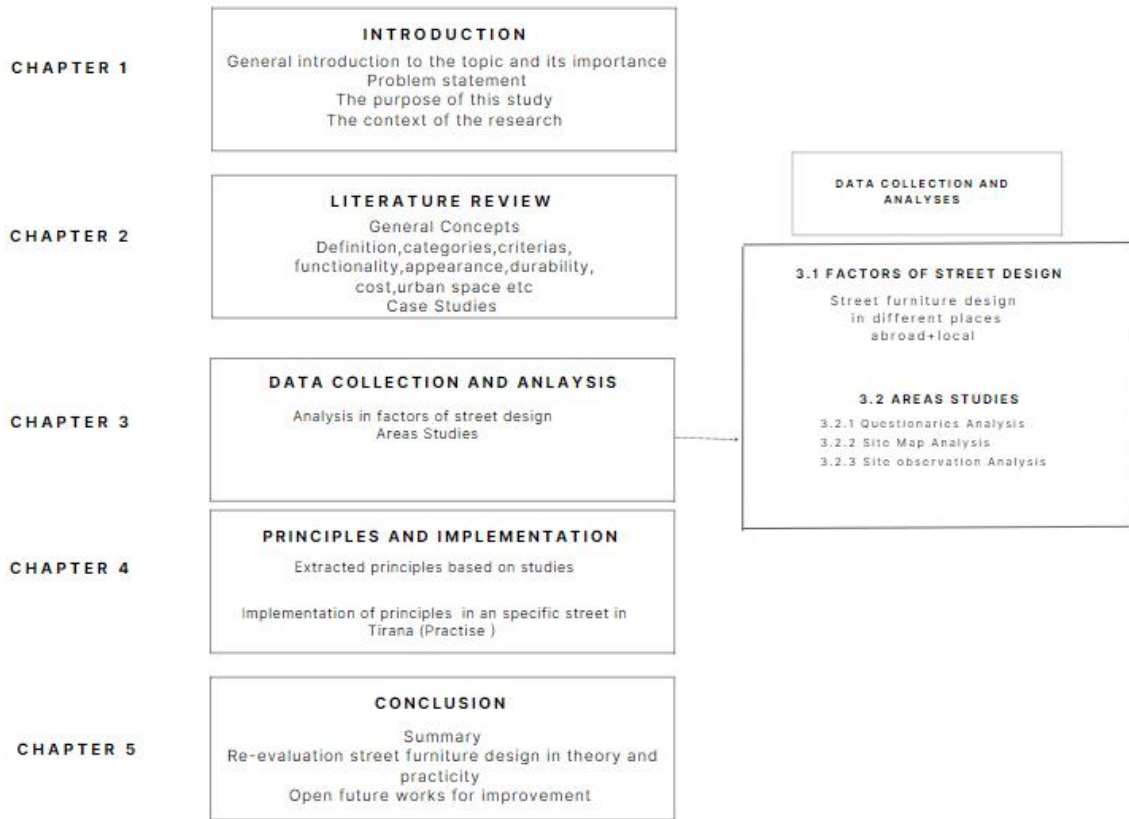 CHAPTER 1
INTRODUCTION
General introduction to the topic and its importance
Problem statement
The purpose of this study
The context of the research
CHAPTER 2
LITERATURE REVIEW
General Concepts
Definition,categories,criterias,
functionality,appearance,durability,
cost,urban space etc
Case Studies
CHAPTER 3
DATA COLLECTION AND ANLAYSIS
Analysis in factors of street design
Areas Studies
DATA COLLECTION AND
ANALYSES
3.1 FACTORS OF STREET DESIGN
Street furniture design
in different places
abroad+local
3.2 AREAS STUDIES
3.2.1 Questionaries Analysis
3.2.2 Site Map Analysis
3.2.3 Site observation Analysis
CHAPTER 4
PRINCIPLES AND IMPLEMENTATION
Extracted principles based on studies
Implementation of principles in an specific street in
Tirana (Practise )
CHAPTER 5
CONCLUSION
Summary
Re-evaluation street furniture design in theory and
practicity
Open future works for improvement